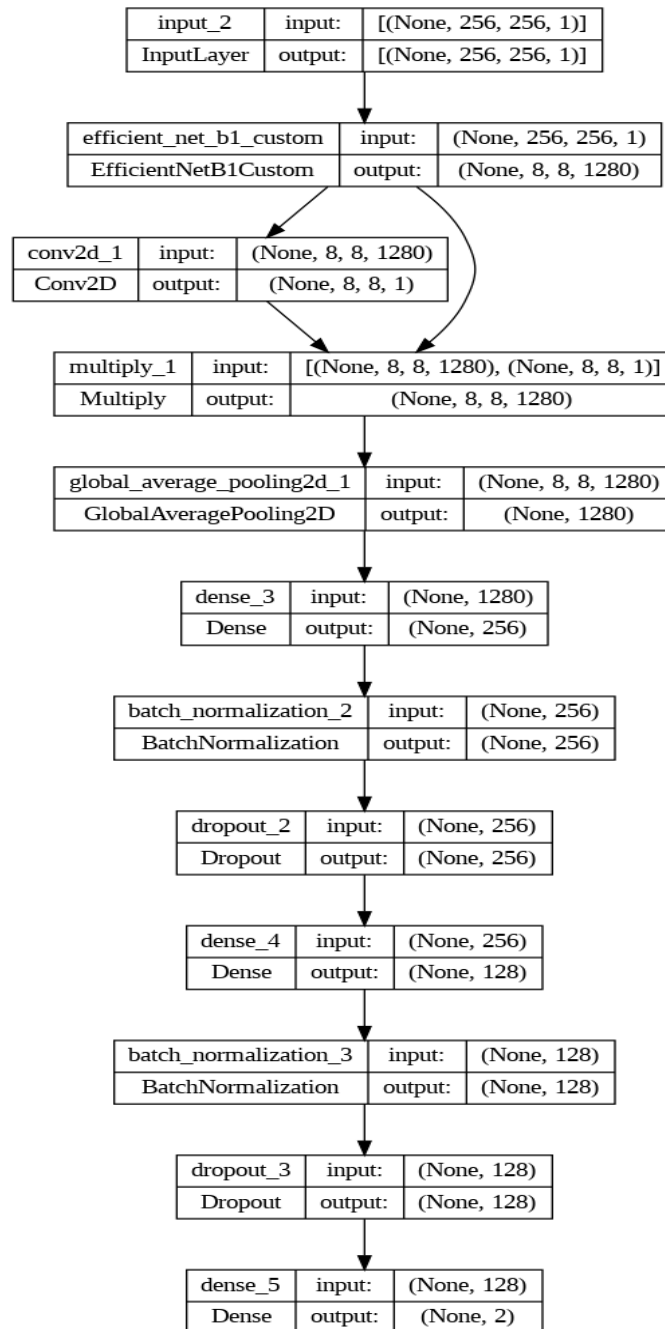 input_2 input: [(None, 256, 256, 1)]
InputLayer output: [(None, 256, 256, 1)]
efficient_net_b1_custom input: (None, 256, 256, 1)
EfficientNetB1Custom output: (None, 8, 8, 1280)
conv2d_1 input: (None, 8, 8, 1280)
Conv2D output: (None, 8, 8, 1)
multiply_1 input: [(None, 8, 8, 1280), (None, 8, 8, 1)]
Multiply output: (None, 8, 8, 1280)
global_average_pooling2d_1 input: (None, 8, 8, 1280)
GlobalAveragePooling2D output: (None, 1280)
dense_3 input: (None, 1280)
Dense output: (None, 256)
batch_normalization_2 input: (None, 256)
BatchNormalization output: (None, 256)
dropout_2 input: (None, 256)
Dropout output: (None, 256)
dense_4 input: (None, 256)
Dense output: (None, 128)
batch_normalization_3 input: (None, 128)
BatchNormalization output: (None, 128)
dropout_3 input: (None, 128)
Dropout output: (None, 128)
dense_5 input: (None, 128)
Dense output: (None, 2)